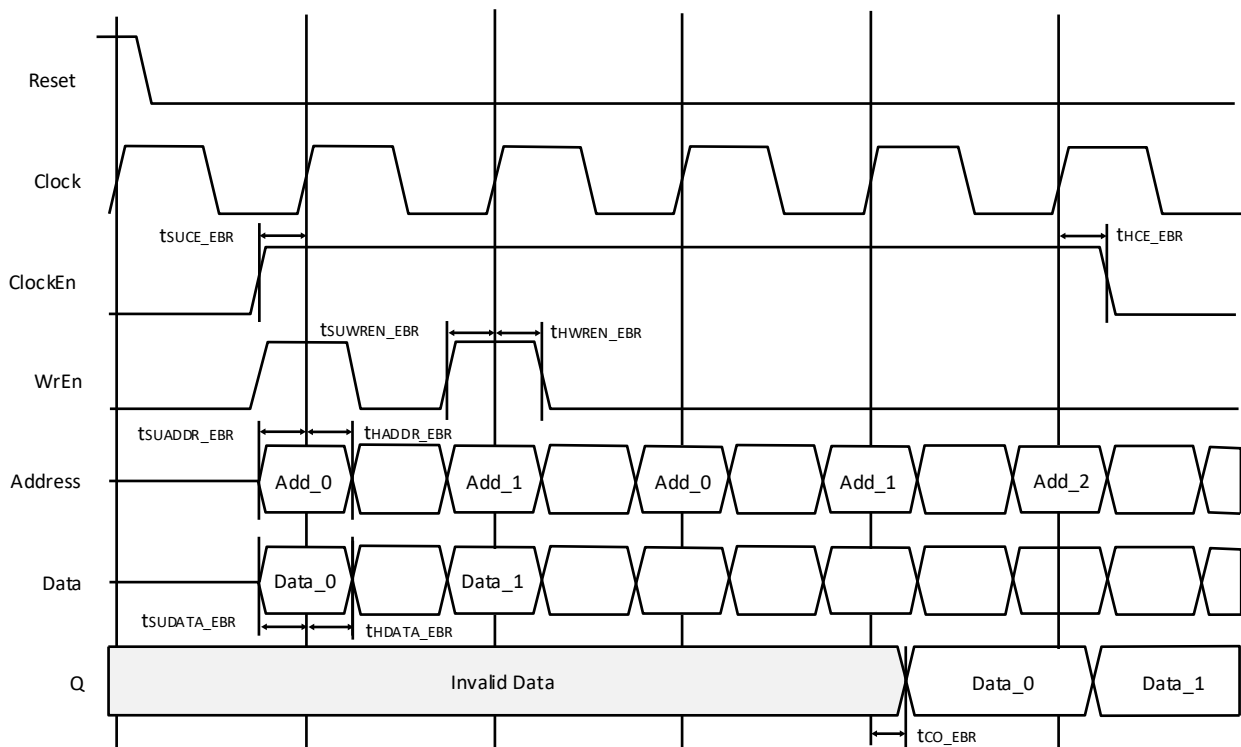 Reset
Clock
tSUCE_EBR
tHCE_EBR
ClockEn
tSUWREN_EBR
tHWREN_EBR
WrEn
tSUADDR_EBR
tHADDR_EBR
Address
Add_0
Add_1
Add_0
Add_1
Add_2
Data
Data_0
Data_1
tSUDATA_EBR
tHDATA_EBR
Q
Invalid Data
Data_0
Data_1
tCO_EBR